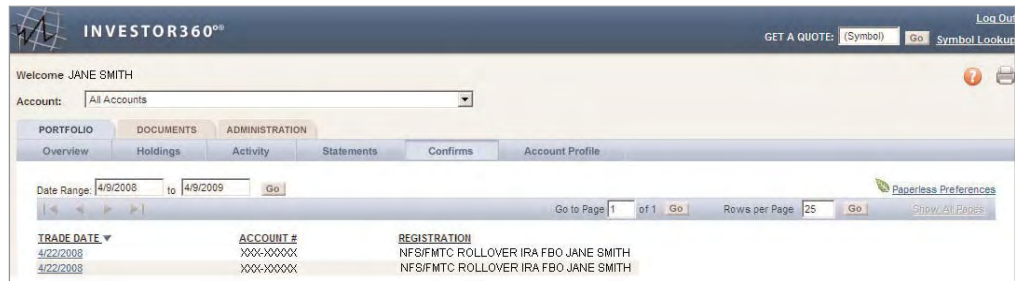 INVESTOR360°®
Log Out
GET A QUOTE: (Symbol) Go Symbol Lookup
Welcome JANE SMITH
Account: All Accounts
PORTFOLIO DOCUMENTS ADMINISTRATION
Overview Holdings Activity Statements Confirms Account Profile
Date Range: 4/9/2008 to 4/9/2009 Go Paperless Preferences
Go to Page 1 of 1 Go Rows per Page 25 Go Show All Pages
TRADE DATE ACCOUNT # REGISTRATION
4/22/2008 XXX-XXXXX NFS/FMTC ROLLOVER IRA FBO JANE SMITH
4/22/2008 XXX-XXXXX NFS/FMTC ROLLOVER IRA FBO JANE SMITH